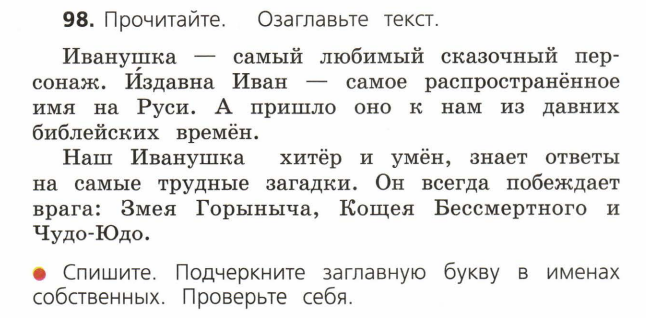 98. Прочитайте. Озаглавьте текст.
Иванушка — самый любимый сказочный пер-
сонаж. И́здавна Иван — самое распространённое
имя на Руси. А пришло оно к нам из давних
библейских времён.
Наш Иванушка хитёр и умён, знает ответы
на самые трудные загадки. Он всегда побеждает
врага: Змея Горыныча, Кощея Бессмертного и
Чудо-Юдо.
● Спишите. Подчеркните заглавную букву в именах
собственных. Проверьте себя.